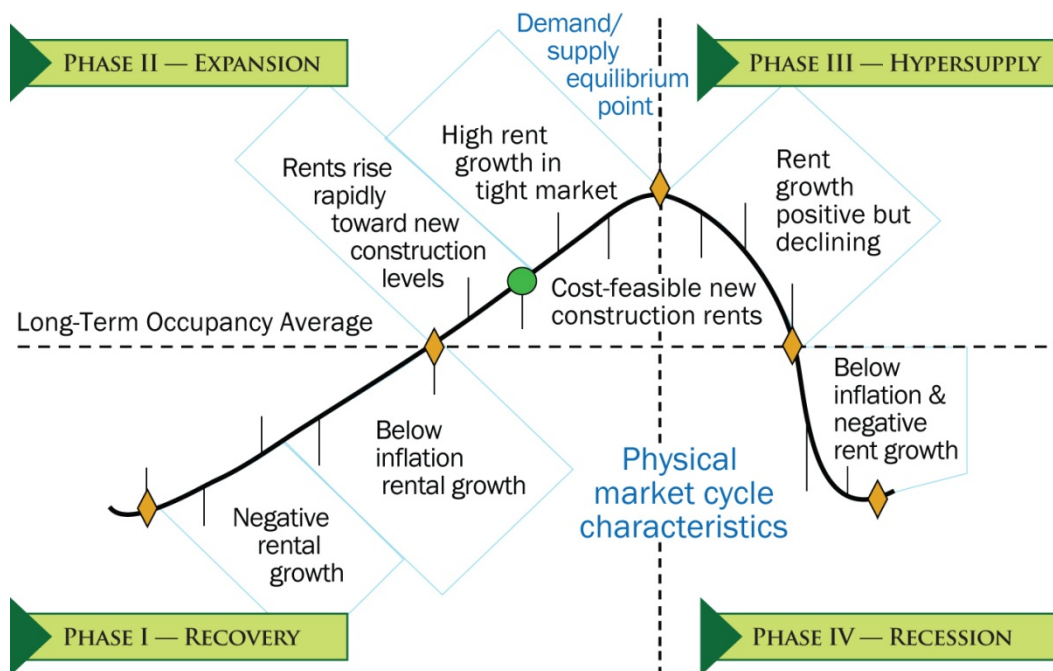 PHASE II — EXPANSION
Demand/
supply
equilibrium
point
PHASE III — HYPERSUPPLY
High rent
growth in
tight market
Rents rise
rapidly
toward new
construction
levels
Rent
growth
positive but
declining
Cost-feasible new
construction rents
Long-Term Occupancy Average
Below
inflation
rental growth
Below
inflation &
negative
rent growth
Physical
market cycle
characteristics
Negative
rental
growth
PHASE I — RECOVERY
PHASE IV — RECESSION